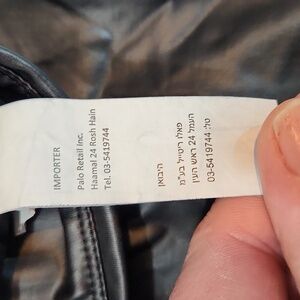 IMPORTER
Palo Retail Inc.
Haamal 24 Rosh Hain
Tel. 03-5419744
היבואן
פאלו ריטייל בע"מ
העמל 24 ראש העין
טל: 03-5419744